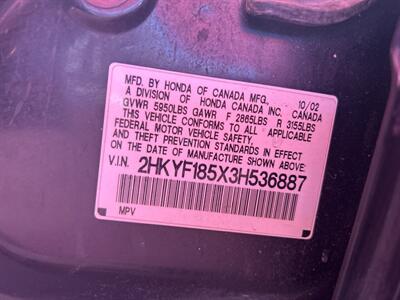 MFD. BY HONDA OF CANADA MFG. 10/02
A DIVISION OF HONDA CANADA INC. CANADA
GVWR 5950LBS GAWR F 2865LBS R 3155LBS
THIS VEHICLE CONFORMS TO ALL APPLICABLE
FEDERAL MOTOR VEHICLE SAFETY AND
THEFT PREVENTION STANDARDS IN EFFECT
ON THE DATE OF MANUFACTURE SHOWN ABOVE:
V.I.N. 2HKYF185X3H536887
MPV